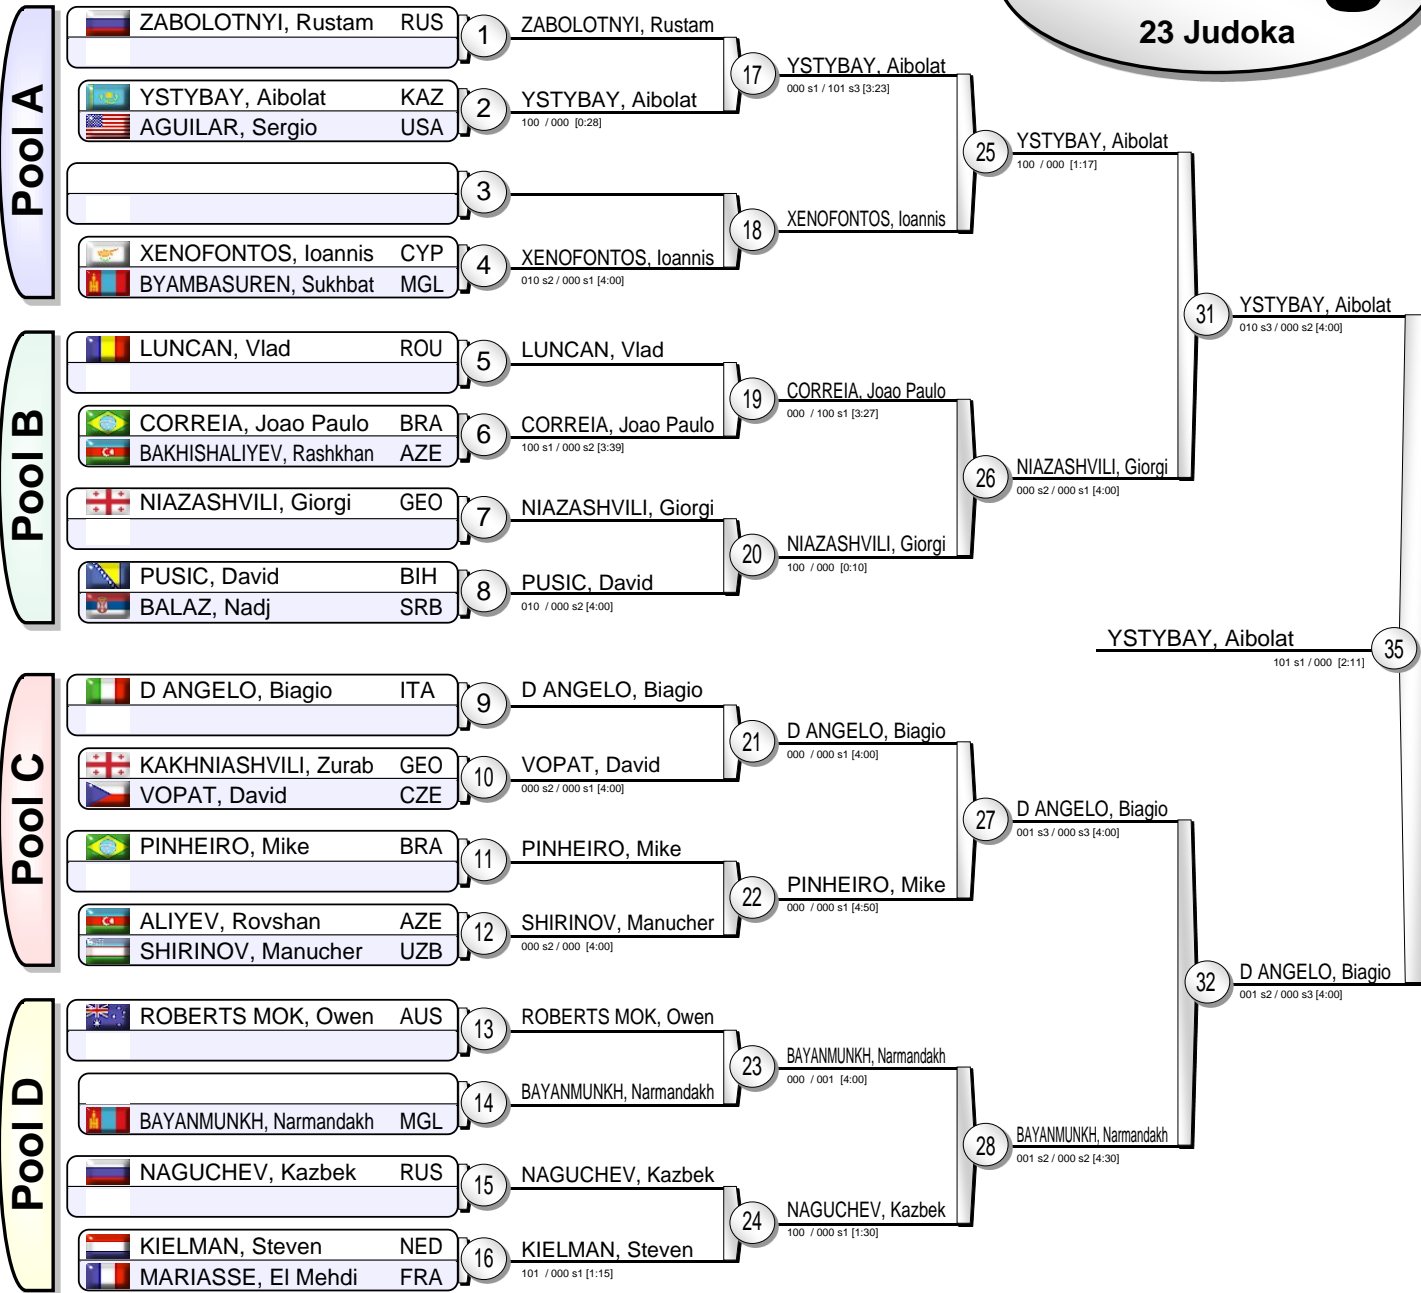 23 Judoka
Pool A
ZABOLOTNYI, Rustam RUS
1
ZABOLOTNYI, Rustam
YSTYBAY, Aibolat KAZ
AGUILAR, Sergio USA
2
YSTYBAY, Aibolat
100 / 000 [0:28]
17
YSTYBAY, Aibolat
000 s1 / 101 s3 [3:23]
3
XENOFONTOS, Ioannis CYP
BYAMBASUREN, Sukhbat MGL
4
XENOFONTOS, Ioannis
010 s2 / 000 s1 [4:00]
18
XENOFONTOS, Ioannis
25
YSTYBAY, Aibolat
100 / 000 [1:17]
Pool B
LUNCAN, Vlad ROU
5
LUNCAN, Vlad
CORREIA, Joao Paulo BRA
BAKHISHALIYEV, Rashkhan AZE
6
CORREIA, Joao Paulo
100 s1 / 000 s2 [3:39]
19
CORREIA, Joao Paulo
000 / 100 s1 [3:27]
NIAZASHVILI, Giorgi GEO
7
NIAZASHVILI, Giorgi
PUSIC, David BIH
BALAZ, Nadj SRB
8
PUSIC, David
010 / 000 s2 [4:00]
20
NIAZASHVILI, Giorgi
100 / 000 [0:10]
26
NIAZASHVILI, Giorgi
000 s2 / 000 s1 [4:00]
31
YSTYBAY, Aibolat
010 s3 / 000 s2 [4:00]
YSTYBAY, Aibolat
101 s1 / 000 [2:11]
35
Pool C
D ANGELO, Biagio ITA
9
D ANGELO, Biagio
KAKHNIASHVILI, Zurab GEO
VOPAT, David CZE
10
VOPAT, David
000 s2 / 000 s1 [4:00]
21
D ANGELO, Biagio
000 / 000 s1 [4:00]
PINHEIRO, Mike BRA
11
PINHEIRO, Mike
ALIYEV, Rovshan AZE
SHIRINOV, Manucher UZB
12
SHIRINOV, Manucher
000 s2 / 000 [4:00]
22
PINHEIRO, Mike
000 / 000 s1 [4:50]
27
D ANGELO, Biagio
001 s3 / 000 s3 [4:00]
Pool D
ROBERTS MOK, Owen AUS
13
ROBERTS MOK, Owen
BAYANMUNKH, Narmandakh MGL
14
BAYANMUNKH, Narmandakh
23
BAYANMUNKH, Narmandakh
000 / 001 [4:00]
NAGUCHEV, Kazbek RUS
15
NAGUCHEV, Kazbek
KIELMAN, Steven NED
MARIASSE, El Mehdi FRA
16
KIELMAN, Steven
101 / 000 s1 [1:15]
24
NAGUCHEV, Kazbek
100 / 000 s1 [1:30]
28
BAYANMUNKH, Narmandakh
001 s2 / 000 s2 [4:30]
32
D ANGELO, Biagio
001 s2 / 000 s3 [4:00]